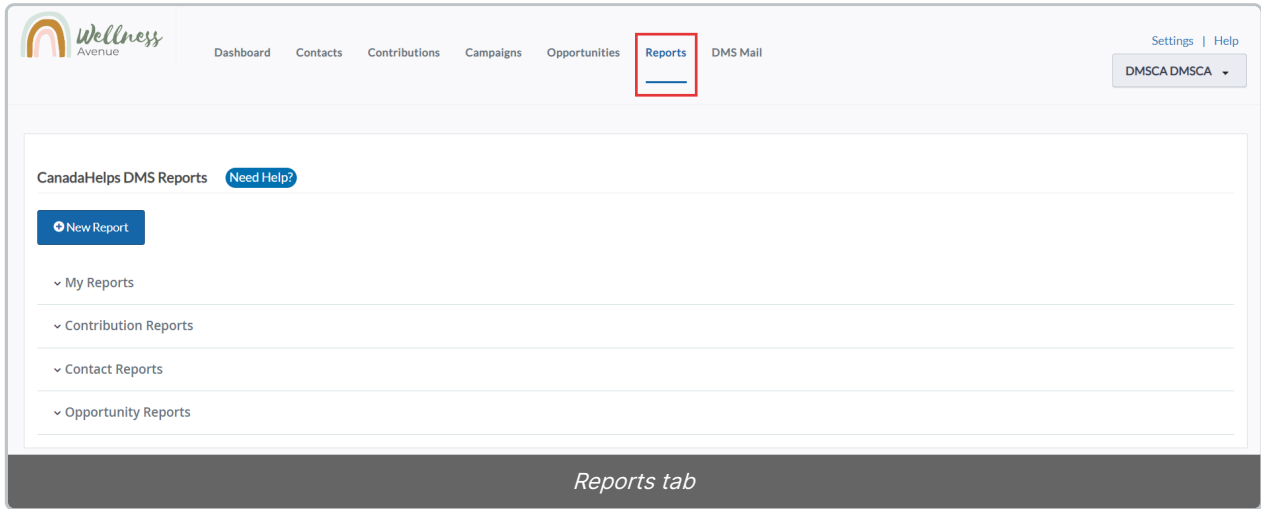 Wellness
Avenue
Dashboard Contacts Contributions Campaigns Opportunities Reports DMS Mail
Settings | Help
DMSCA DMSCA
CanadaHelps DMS Reports Need Help?
New Report
My Reports
Contribution Reports
Contact Reports
Opportunity Reports
Reports tab